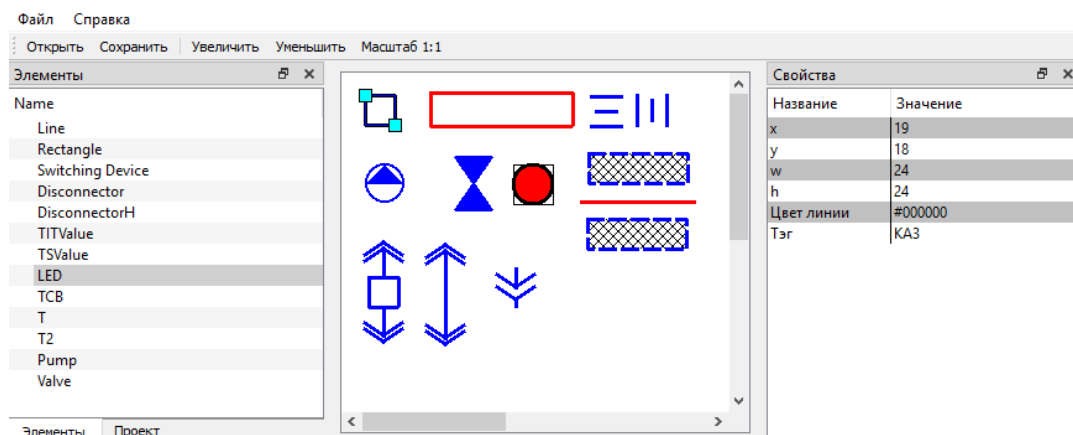 Файл Справка
Открыть Сохранить Увеличить Уменьшить Масштаб 1:1
Элементы
Name
Line
Rectangle
Switching Device
Disconnector
DisconnectorH
TITValue
TSValue
LED
TCB
T
T2
Pump
Valve
Элементы Проект
Свойства
Название Значение
x 19
y 18
w 24
h 24
Цвет линии #000000
Тэг КА3